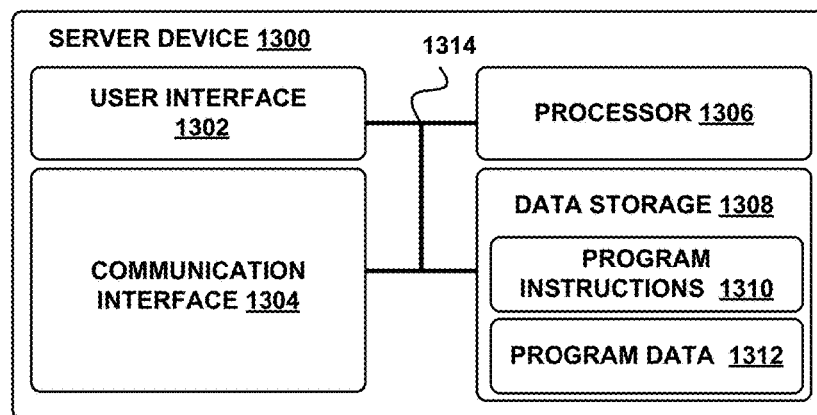 SERVER DEVICE 1300
1314
USER INTERFACE
1302
PROCESSOR 1306
COMMUNICATION
INTERFACE 1304
DATA STORAGE 1308
PROGRAM
INSTRUCTIONS 1310
PROGRAM DATA 1312